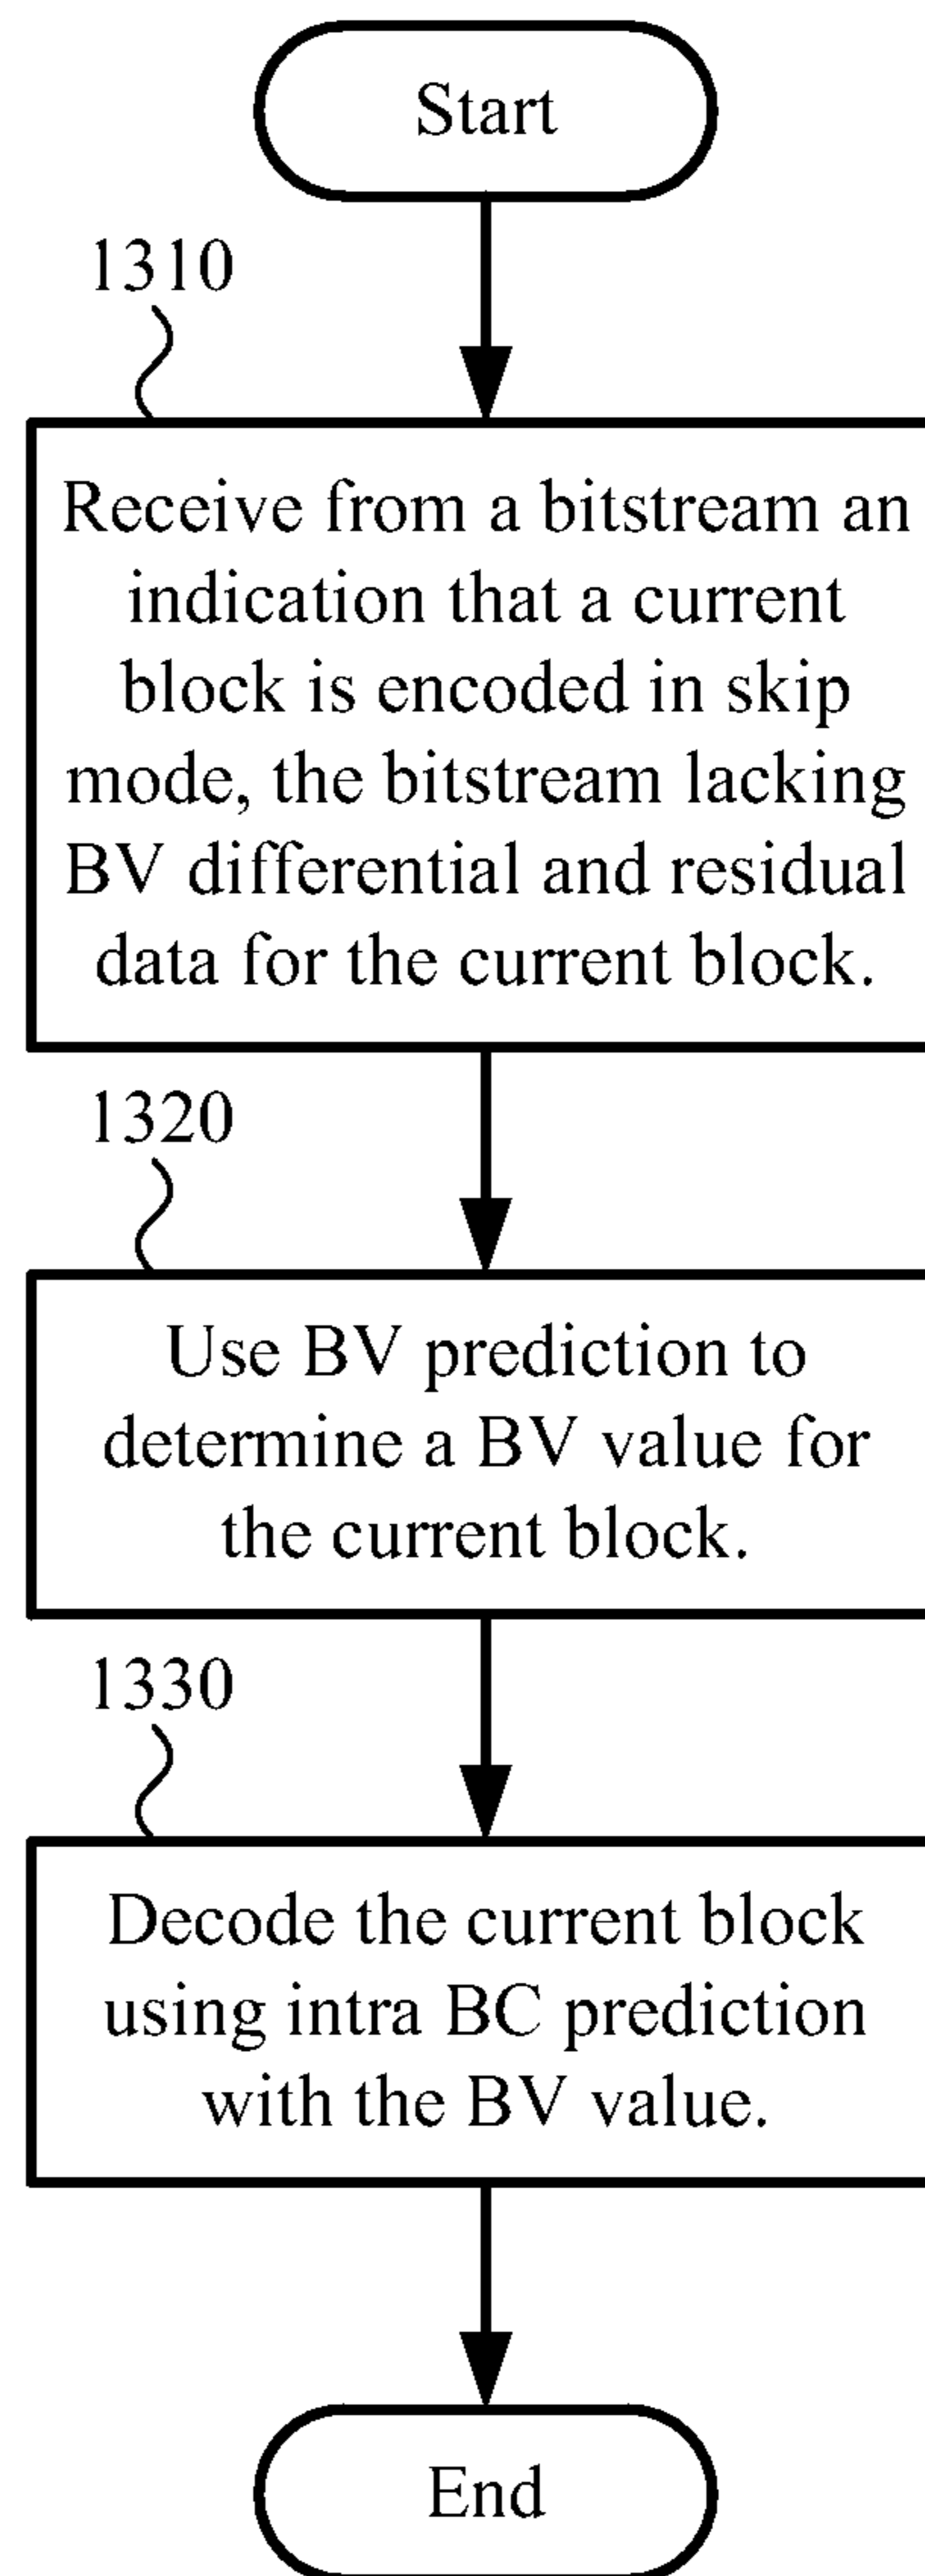 Start
1310
Receive from a bitstream an
indication that a current
block is encoded in skip
mode, the bitstream lacking
BV differential and residual
data for the current block.
1320
Use BV prediction to
determine a BV value for
the current block.
1330
Decode the current block
using intra BC prediction
with the BV value.
End